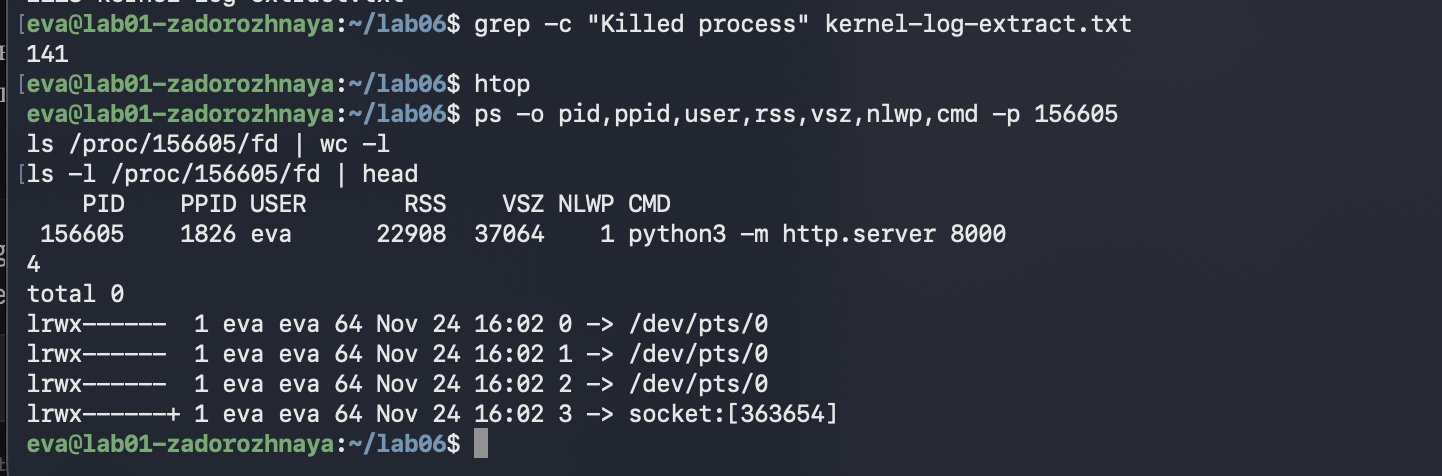 [eva@lab01-zadorozhnaya:~/lab06$ grep -c "Killed process" kernel-log-extract.txt
141
[eva@lab01-zadorozhnaya:~/lab06$ htop
eva@lab01-zadorozhnaya:~/lab06$ ps -o pid,ppid,user,rss,vsz,nlwp,cmd -p 156605
ls /proc/156605/fd | wc -l
[ls -l /proc/156605/fd | head
    PID    PPID USER       RSS    VSZ NLWP CMD
 156605    1826 eva      22908  37064    1 python3 -m http.server 8000
4
total 0
lrwx------  1 eva eva 64 Nov 24 16:02 0 -> /dev/pts/0
lrwx------  1 eva eva 64 Nov 24 16:02 1 -> /dev/pts/0
lrwx------  1 eva eva 64 Nov 24 16:02 2 -> /dev/pts/0
lrwx------+ 1 eva eva 64 Nov 24 16:02 3 -> socket:[363654]
eva@lab01-zadorozhnaya:~/lab06$